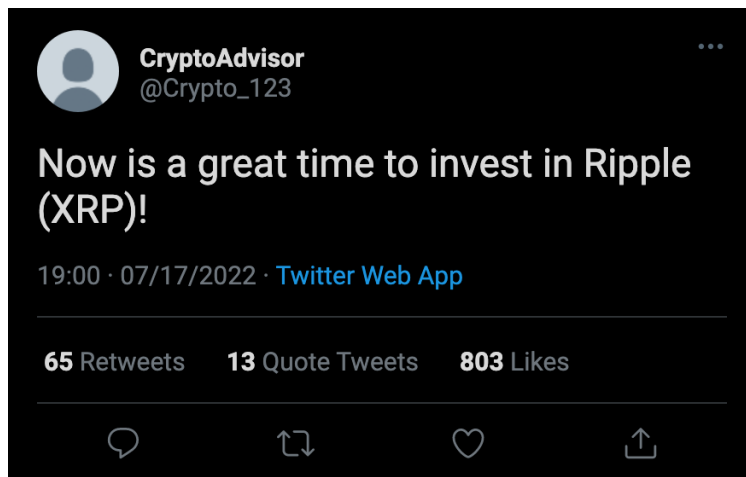 CryptoAdvisor
@Crypto_123
Now is a great time to invest in Ripple
(XRP)!
19:00 · 07/17/2022 · Twitter Web App
65 Retweets 13 Quote Tweets 803 Likes